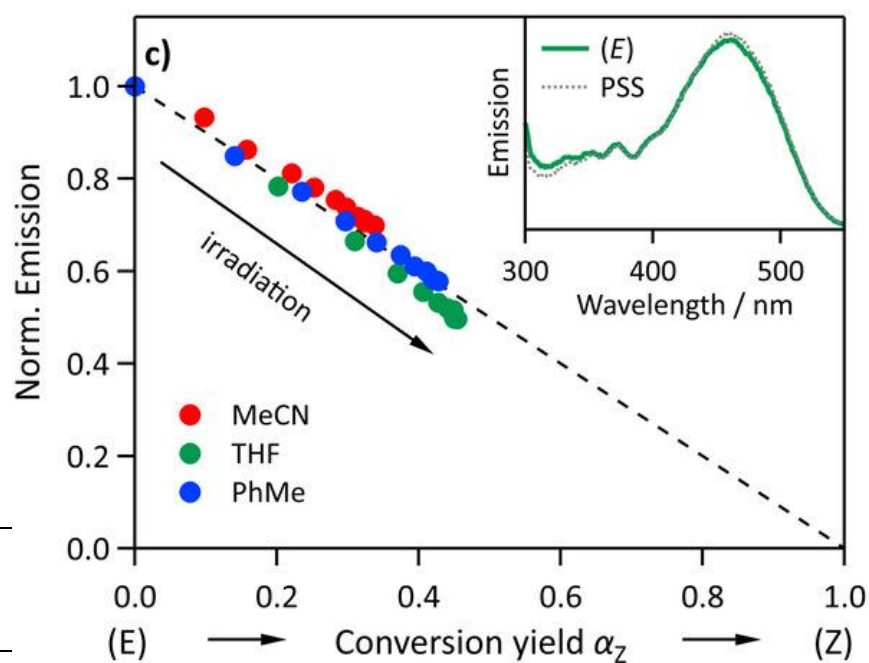 c)
(E)
PSS
Emission
300
400
500
Wavelength / nm
Norm. Emission
1.0
0.8
0.6
0.4
0.2
0.0
irradiation
MeCN
THF
PhMe
0.0
0.2
0.4
0.6
0.8
1.0
(E)
Conversion yield αZ
(Z)